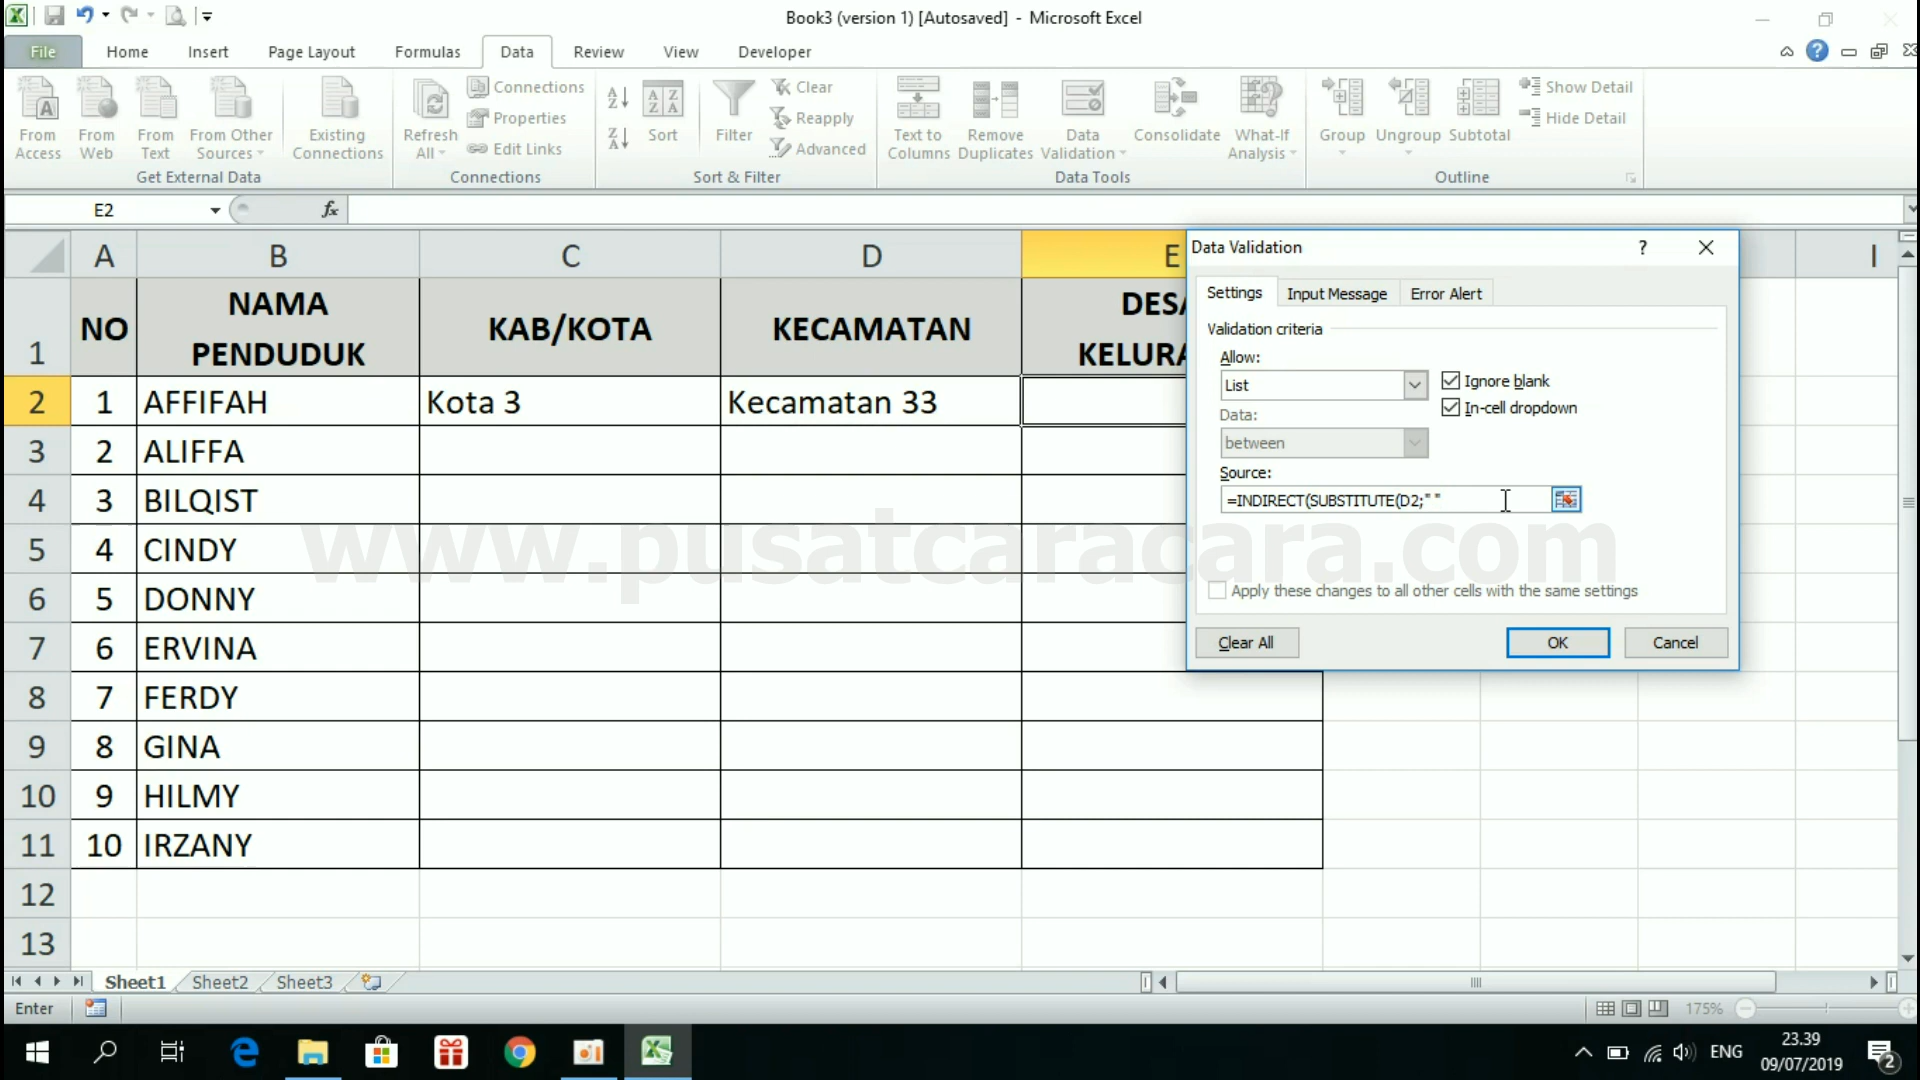 Book3 (version 1) [Autosaved] - Microsoft Excel
File Home Insert Page Layout Formulas Data Review View Developer
From Access
From Web
From Text
From Other Sources
Existing Connections
Get External Data
Refresh All
Connections
Properties
Edit Links
Connections
Sort
Filter
Clear
Reapply
Advanced
Sort & Filter
Text to Columns
Remove Duplicates
Data Validation
Consolidate
What-If Analysis
Data Tools
Group
Ungroup
Subtotal
Show Detail
Hide Detail
Outline
E2 fx
A B C D E I
1 NO NAMA PENDUDUK KAB/KOTA KECAMATAN DESA KELURA
2 1 AFFIFAH Kota 3 Kecamatan 33
3 2 ALIFFA
4 3 BILQIST
5 4 CINDY
6 5 DONNY
7 6 ERVINA
8 7 FERDY
9 8 GINA
10 9 HILMY
11 10 IRZANY
12
13
Data Validation ?
Settings Input Message Error Alert
Validation criteria
Allow:
List
Ignore blank
In-cell dropdown
Data:
between
Source:
=INDIRECT(SUBSTITUTE(D2;" "
Apply these changes to all other cells with the same settings
Clear All OK Cancel
www.pusatcaracara.com
Sheet1 Sheet2 Sheet3
Enter 175%
ENG 23.39
09/07/2019 2